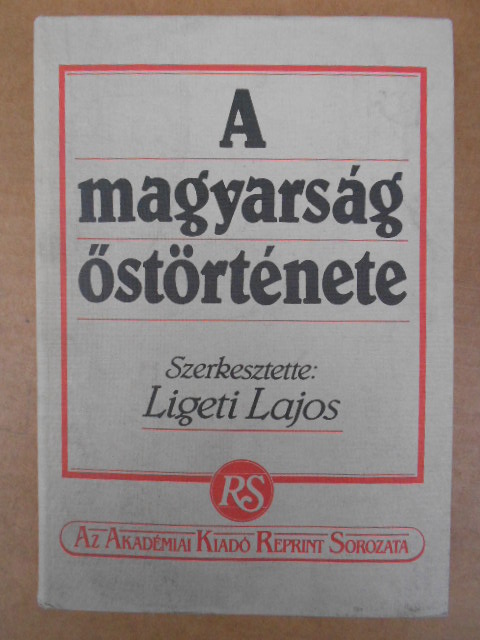 A
magyarság
őstörténete
Szerkesztette:
Ligeti Lajos
RS
AZ AKADÉMIAI KIADÓ REPRINT SOROZATA